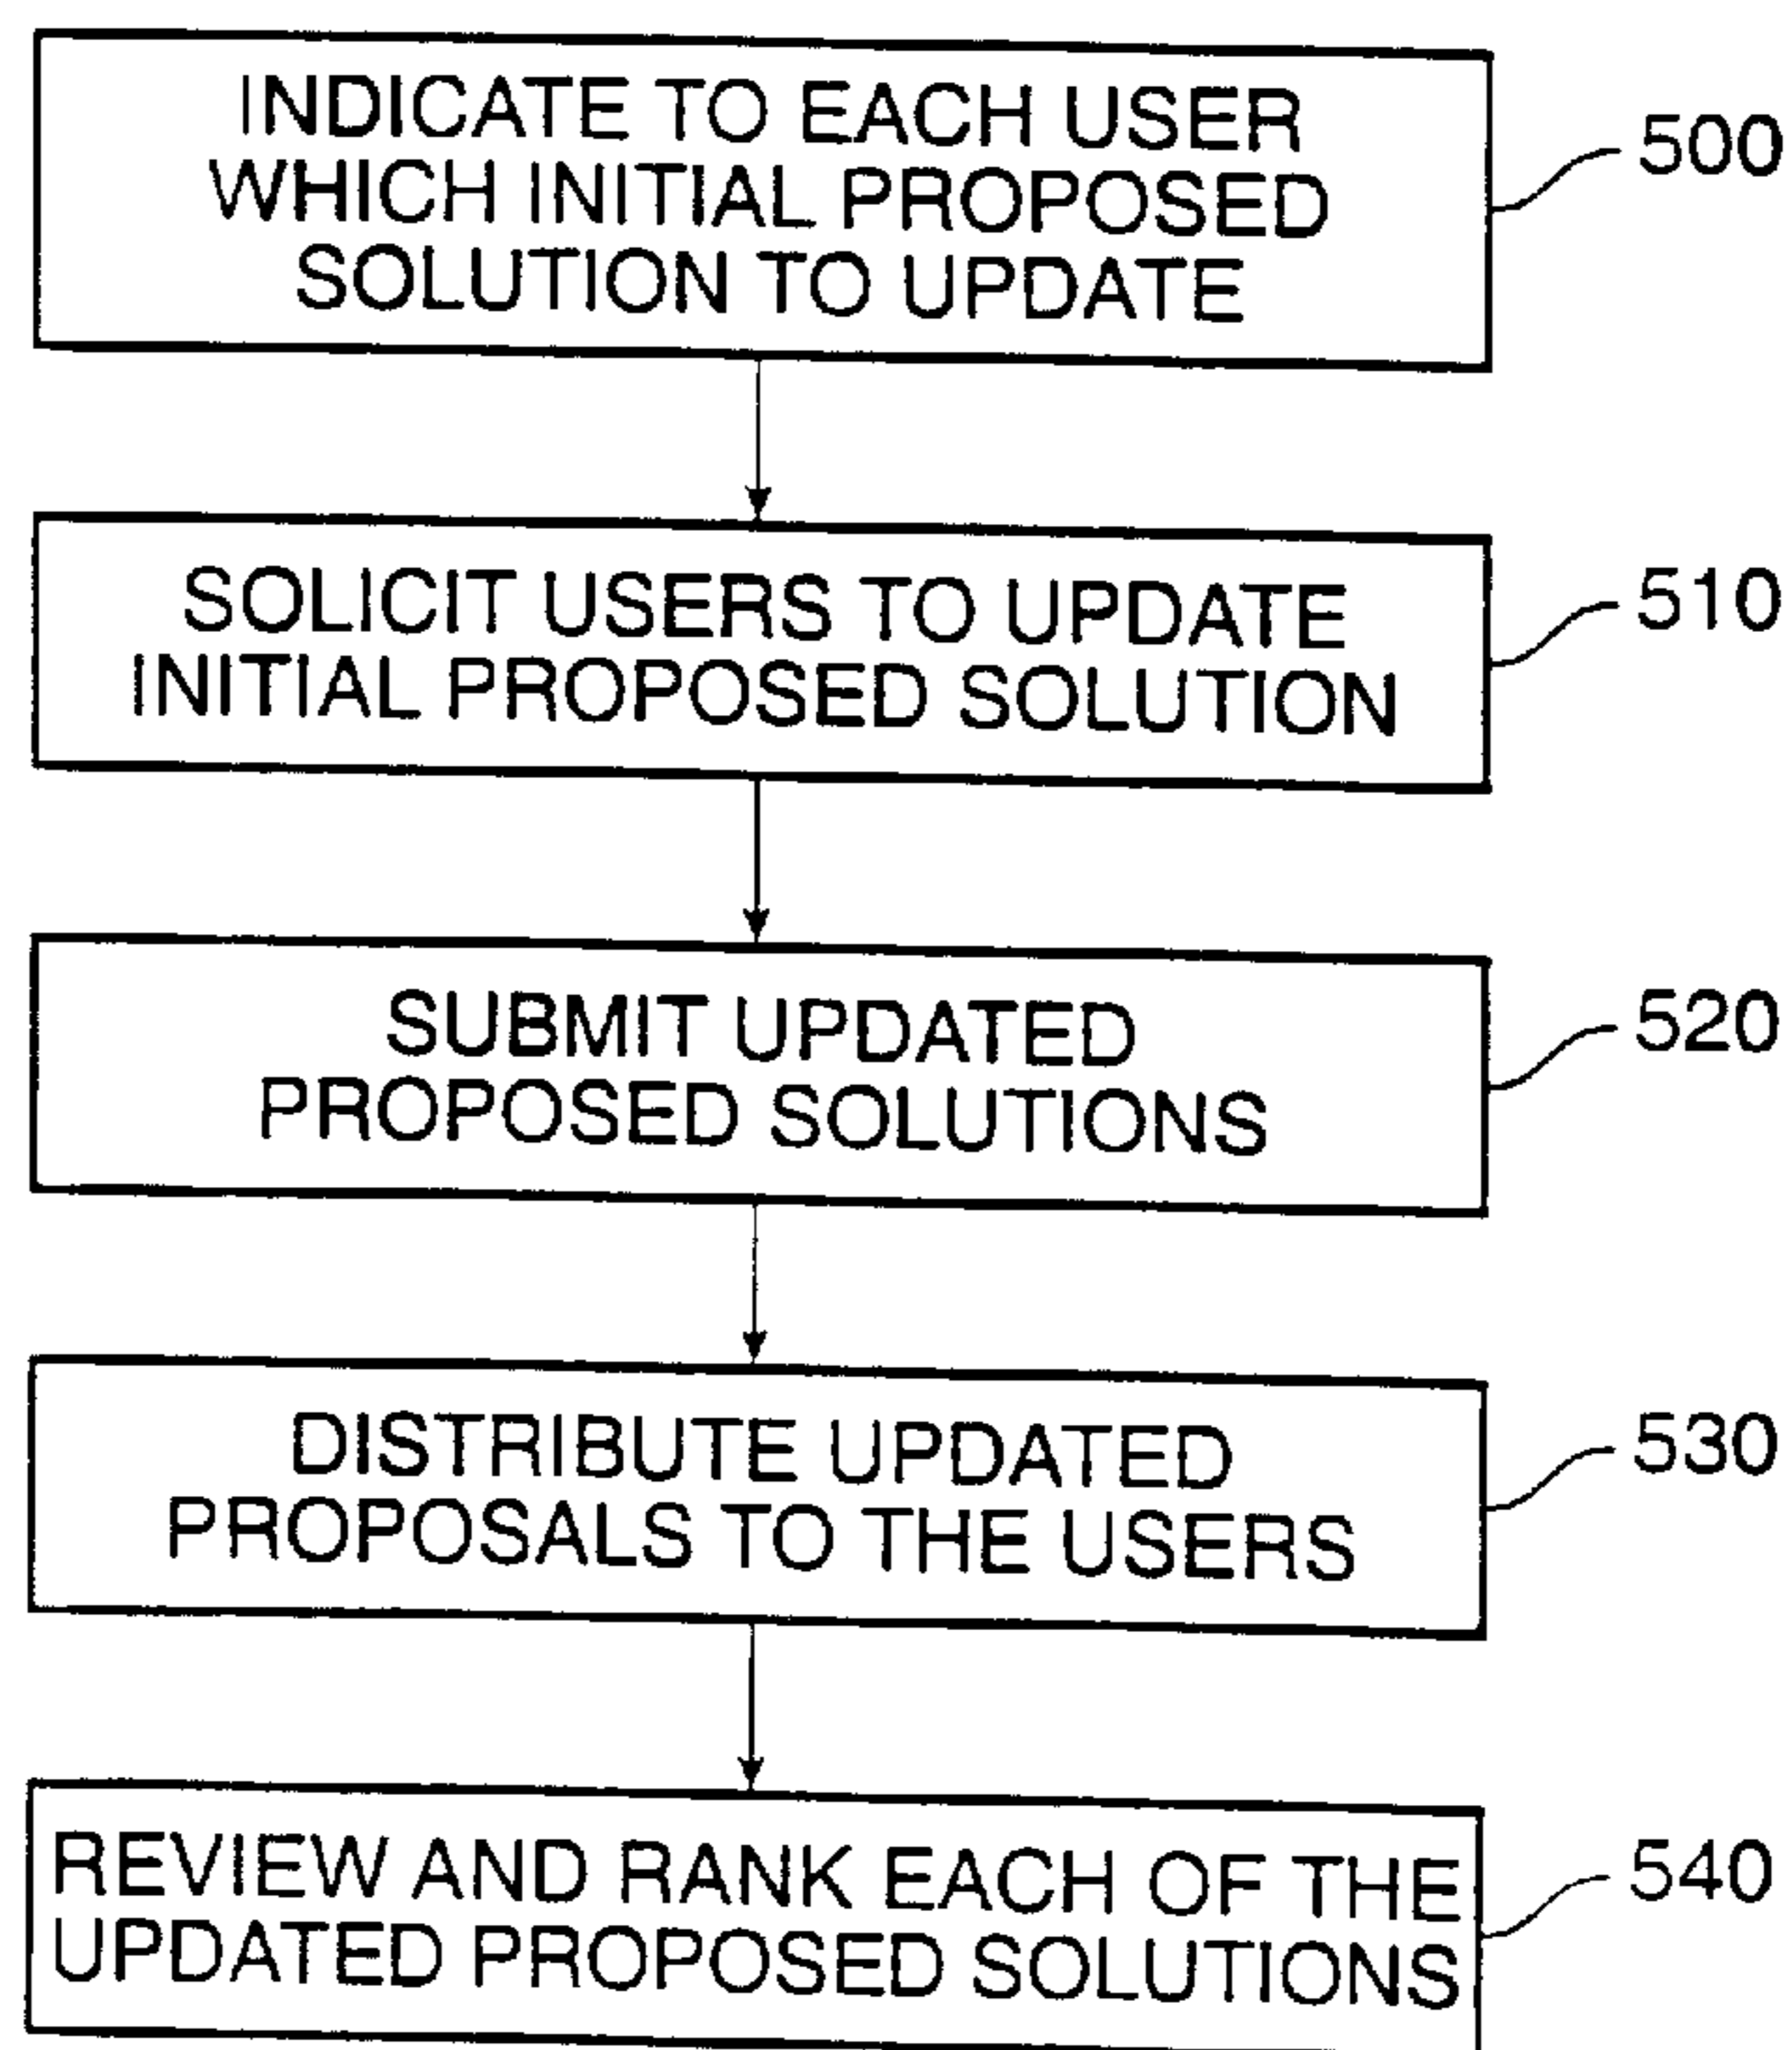 INDICATE TO EACH USER
WHICH INITIAL PROPOSED
SOLUTION TO UPDATE
500
SOLICIT USERS TO UPDATE
INITIAL PROPOSED SOLUTION
510
SUBMIT UPDATED
PROPOSED SOLUTIONS
520
DISTRIBUTE UPDATED
PROPOSALS TO THE USERS
530
REVIEW AND RANK EACH OF THE
UPDATED PROPOSED SOLUTIONS
540